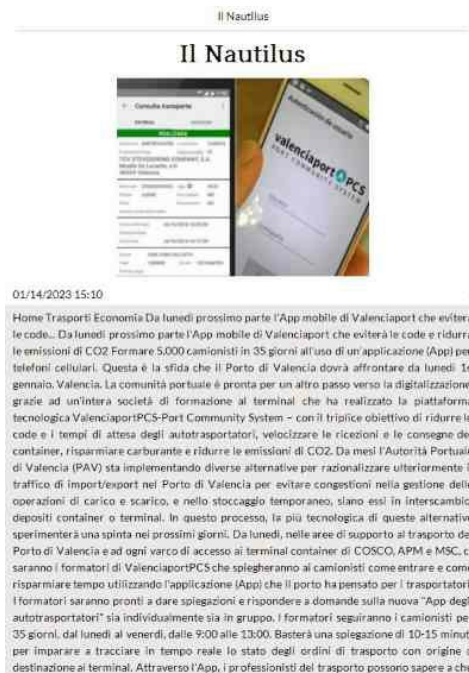 Il Nautilus
Il Nautilus
Consulta transporte
REALIZADA
Autenticación de usuario
valenciaport PCS
PORT COMMUNITY SYSTEM
01/14/2023 15:10
Home Trasporti Economia Da lunedì prossimo parte l'App mobile di Valenciaport che eviterà
le code... Da lunedì prossimo parte l'App mobile di Valenciaport che eviterà le code e ridurrà
le emissioni di CO2 Formare 5.000 camionisti in 35 giorni all'uso di un'applicazione (App) per
telefoni cellulari. Questa è la sfida che il Porto di Valencia dovrà affrontare da lunedì 16
gennaio. Valencia. La comunità portuale è pronta per un altro passo verso la digitalizzazione
grazie ad un'intera società di formazione al terminal che ha realizzato la piattaforma
tecnologica ValenciaportPCS-Port Community System – con il triplice obiettivo di ridurre le
code e i tempi di attesa degli autotrasportatori, velocizzare le ricezioni e le consegne dei
container, risparmiare carburante e ridurre le emissioni di CO2. Da mesi l'Autorità Portuale
di Valencia (PAV) sta implementando diverse alternative per razionalizzare ulteriormente il
traffico di import/export nel Porto di Valencia per evitare congestioni nella gestione delle
operazioni di carico e scarico, e nello stoccaggio temporaneo, siano essi in interscambio,
depositi container o terminal. In questo processo, la più tecnologica di queste alternative
sperimenterà una spinta nei prossimi giorni. Da lunedì, nelle aree di supporto al trasporto del
Porto di Valencia e ad ogni varco di accesso ai terminal container di COSCO, APM e MSC, ci
saranno i formatori di ValenciaportPCS che spiegheranno ai camionisti come entrare e come
risparmiare tempo utilizzando l'applicazione (App) che il porto ha pensato per i trasportatori.
I formatori saranno pronti a dare spiegazioni e rispondere a domande sulla nuova "App degli
autotrasportatori" sia individualmente sia in gruppo. I formatori seguiranno i camionisti per
35 giorni, dal lunedì al venerdì, dalle 9:00 alle 13:00. Basterà una spiegazione di 10-15 minuti
per imparare a tracciare in tempo reale lo stato degli ordini di trasporto con origine o
destinazione ai terminal. Attraverso l'App, i professionisti del trasporto possono sapere a che